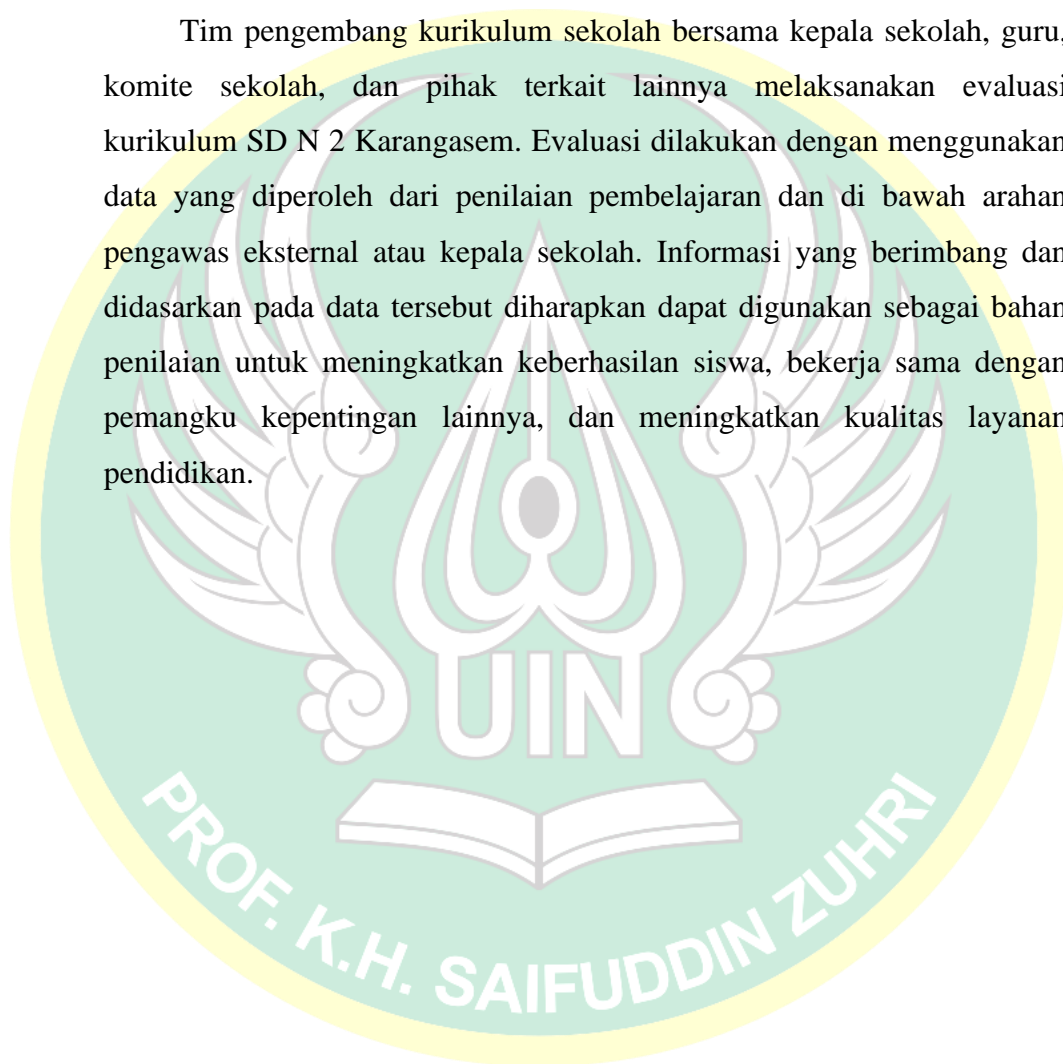 Tim pengembang kurikulum sekolah bersama kepala sekolah, guru,
komite sekolah, dan pihak terkait lainnya melaksanakan evaluasi
kurikulum SD N 2 Karangasem. Evaluasi dilakukan dengan menggunakan
data yang diperoleh dari penilaian pembelajaran dan di bawah arahan
pengawas eksternal atau kepala sekolah. Informasi yang berimbang dan
didasarkan pada data tersebut diharapkan dapat digunakan sebagai bahan
penilaian untuk meningkatkan keberhasilan siswa, bekerja sama dengan
pemangku kepentingan lainnya, dan meningkatkan kualitas layanan
pendidikan.
UIN
PROF. K.H. SAIFUDDIN ZUHRI